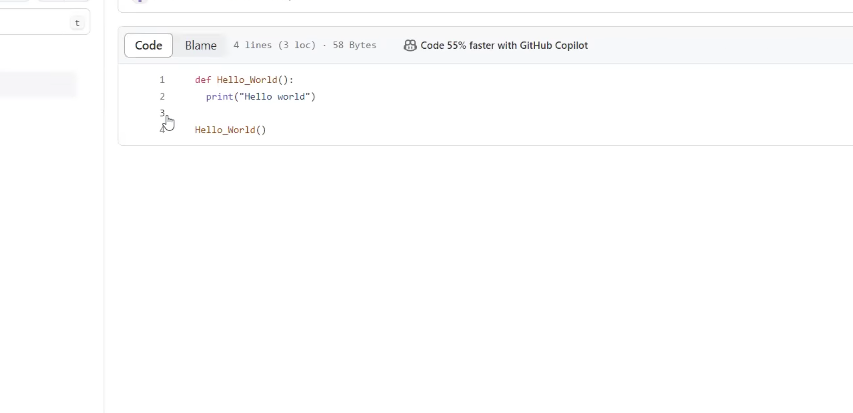 t
Code Blame 4 lines (3 loc) · 58 Bytes Code 55% faster with GitHub Copilot
1 def Hello_World():
2 print("Hello world")
3
4 Hello_World()